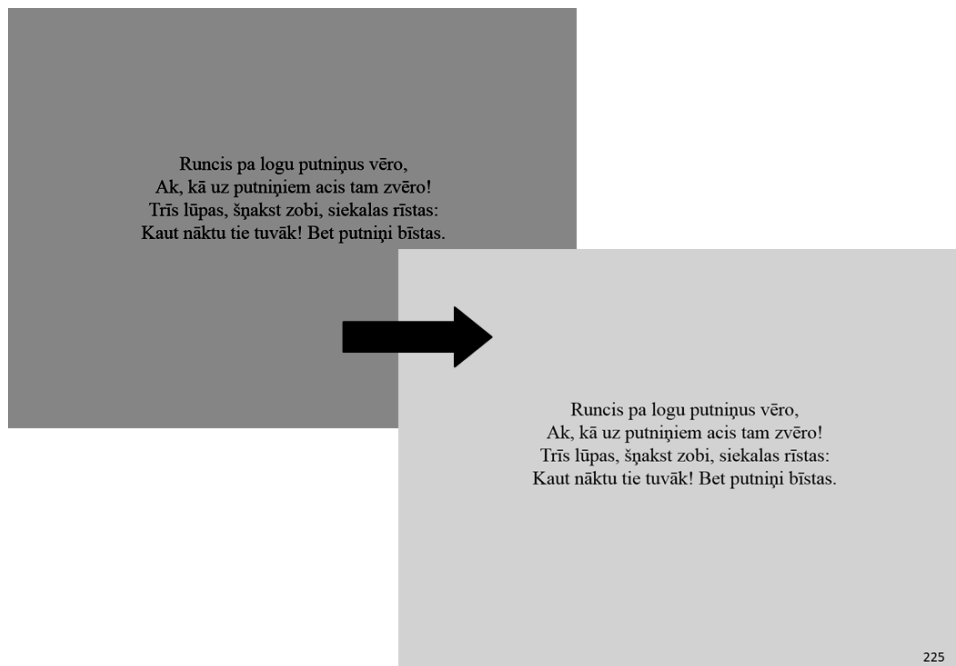 Runcis pa logu putniņus vēro,
Ak, kā uz putniņiem acis tam zvēro!
Trīs lūpas, šņakst zobi, siekalas rīstas:
Kaut nāktu tie tuvāk! Bet putniņi bīstas.
Runcis pa logu putniņus vēro,
Ak, kā uz putniņiem acis tam zvēro!
Trīs lūpas, šņakst zobi, siekalas rīstas:
Kaut nāktu tie tuvāk! Bet putniņi bīstas.
225